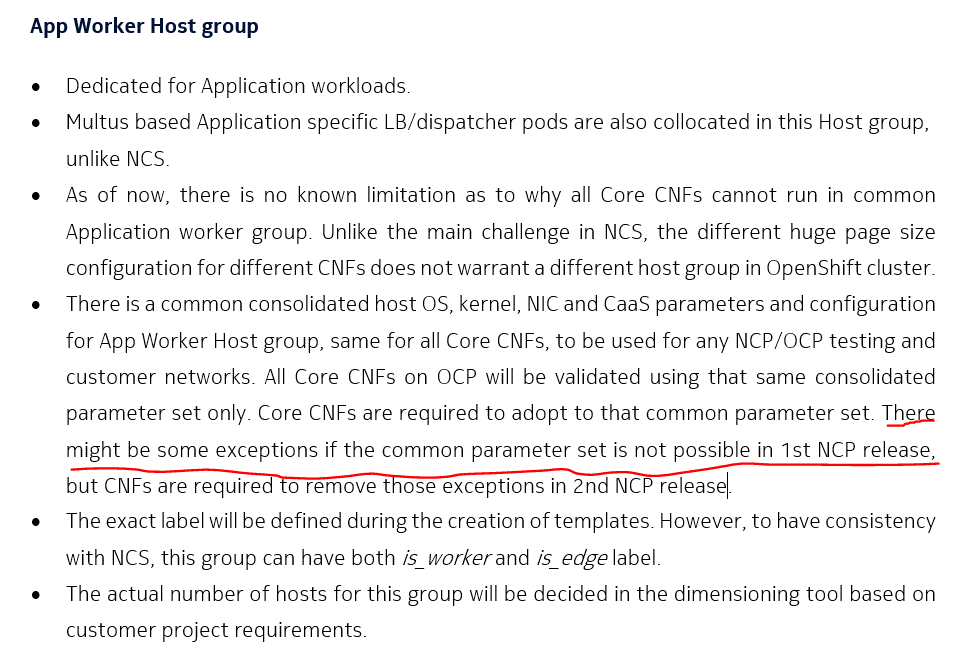 App Worker Host group
• Dedicated for Application workloads.
• Multus based Application specific LB/dispatcher pods are also collocated in this Host group,
unlike NCS.
• As of now, there is no known limitation as to why all Core CNFs cannot run in common
Application worker group. Unlike the main challenge in NCS, the different huge page size
configuration for different CNFs does not warrant a different host group in OpenShift cluster.
• There is a common consolidated host OS, kernel, NIC and CaaS parameters and configuration
for App Worker Host group, same for all Core CNFs, to be used for any NCP/OCP testing and
customer networks. All Core CNFs on OCP will be validated using that same consolidated
parameter set only. Core CNFs are required to adopt to that common parameter set. There
might be some exceptions if the common parameter set is not possible in 1st NCP release,
but CNFs are required to remove those exceptions in 2nd NCP release.
• The exact label will be defined during the creation of templates. However, to have consistency
with NCS, this group can have both is_worker and is_edge label.
• The actual number of hosts for this group will be decided in the dimensioning tool based on
customer project requirements.